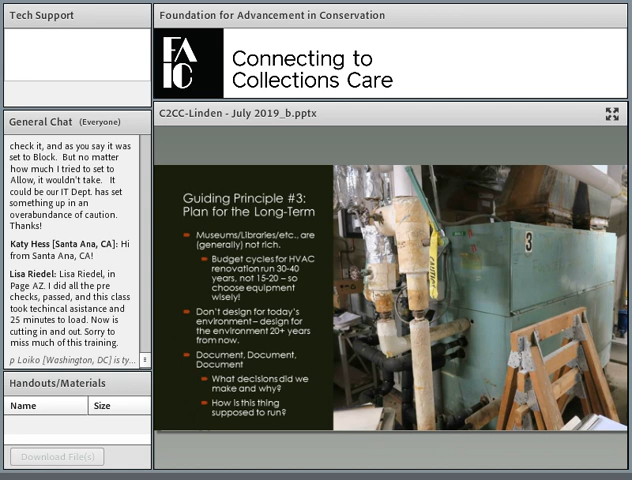 Tech Support
General Chat (Everyone)
check it, and as you say it was
set to Block. But no matter
how much I tried to set to
Allow, it wouldn't take. It
could be our IT Dept. has set
something up in an
overabundance of caution.
Thanks!
Katy Hess [Santa Ana, CA]: Hi
from Santa Ana, CA!
Lisa Riedel: Lisa Riedel, in
Page AZ. I did all the pre
checks, passed, and this class
took techincal asistance and
25 minutes to load. Now is
cutting in and out. Sorry to
miss much of this training.
p Loiko [Washington, DC] is ty...
Handouts/Materials
Name Size
Download File(s)
Foundation for Advancement in Conservation
FAIC
Connecting to
Collections Care
C2CC-Linden - July 2019_b.pptx
Guiding Principle #3:
Plan for the Long-Term
Museums/Libraries/etc., are
(generally) not rich.
Budget cycles for HVAC
renovation run 30-40
years, not 15-20 – so
choose equipment
wisely!
Don't design for today's
environment – design for
the environment 20+ years
from now.
Document, Document,
Document
What decisions did we
make and why?
How is this thing
supposed to run?
3